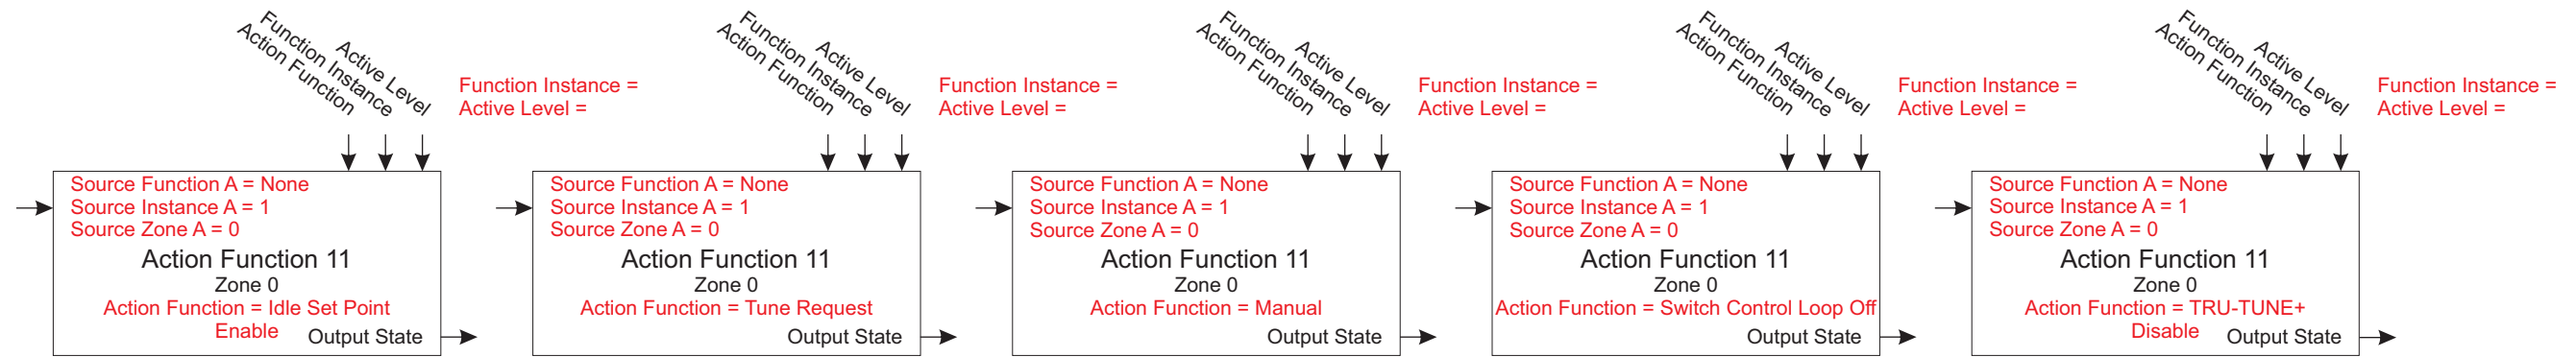 Action Function
Function Instance
Active Level
Function Instance =
Active Level =
Source Function A = None
Source Instance A = 1
Source Zone A = 0
Action Function 11
Zone 0
Action Function = Idle Set Point
Enable
Output State
Action Function
Function Instance
Active Level
Function Instance =
Active Level =
Source Function A = None
Source Instance A = 1
Source Zone A = 0
Action Function 11
Zone 0
Action Function = Tune Request
Output State
Action Function
Function Instance
Active Level
Function Instance =
Active Level =
Source Function A = None
Source Instance A = 1
Source Zone A = 0
Action Function 11
Zone 0
Action Function = Manual
Output State
Action Function
Function Instance
Active Level
Function Instance =
Active Level =
Source Function A = None
Source Instance A = 1
Source Zone A = 0
Action Function 11
Zone 0
Action Function = Switch Control Loop Off
Output State
Action Function
Function Instance
Active Level
Function Instance =
Active Level =
Source Function A = None
Source Instance A = 1
Source Zone A = 0
Action Function 11
Zone 0
Action Function = TRU-TUNE+
Disable
Output State